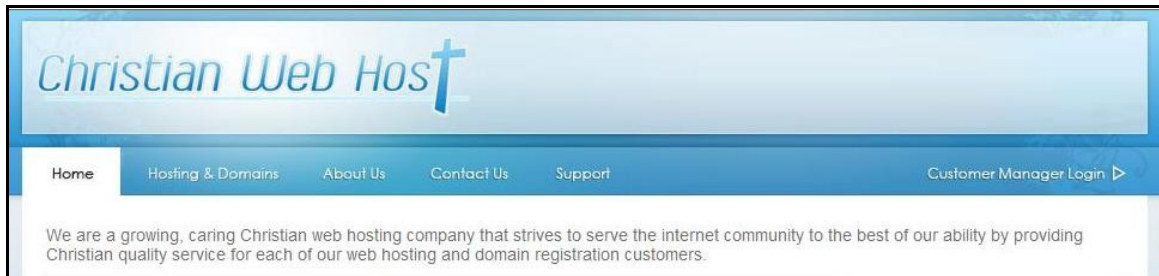 Christian Web Host
Home Hosting & Domains About Us Contact Us Support Customer Manager Login
We are a growing, caring Christian web hosting company that strives to serve the internet community to the best of our ability by providing
Christian quality service for each of our web hosting and domain registration customers.